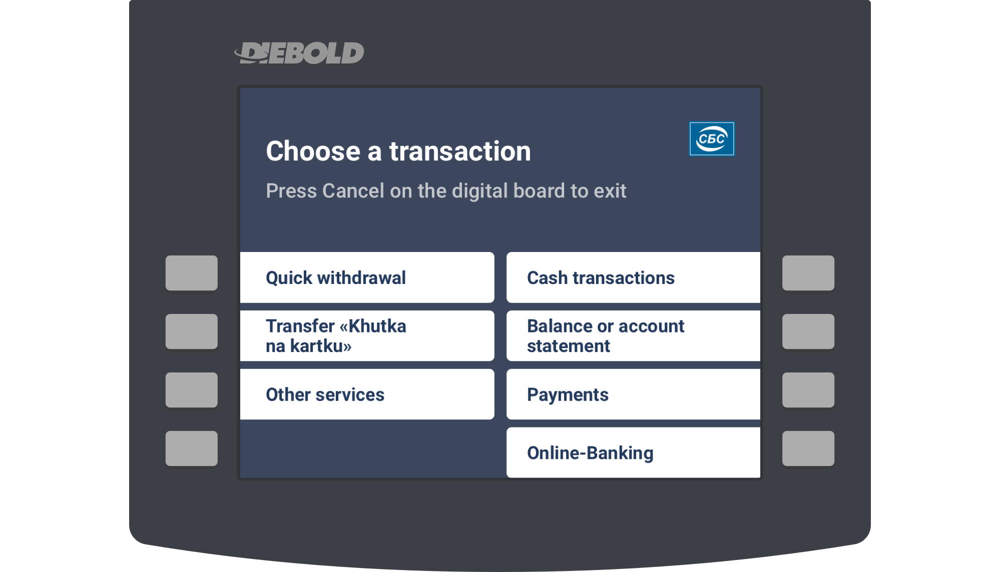 DIEBOLD
СБС
Choose a transaction
Press Cancel on the digital board to exit
Quick withdrawal
Cash transactions
Transfer «Khutka
na kartku»
Balance or account
statement
Other services
Payments
Online-Banking